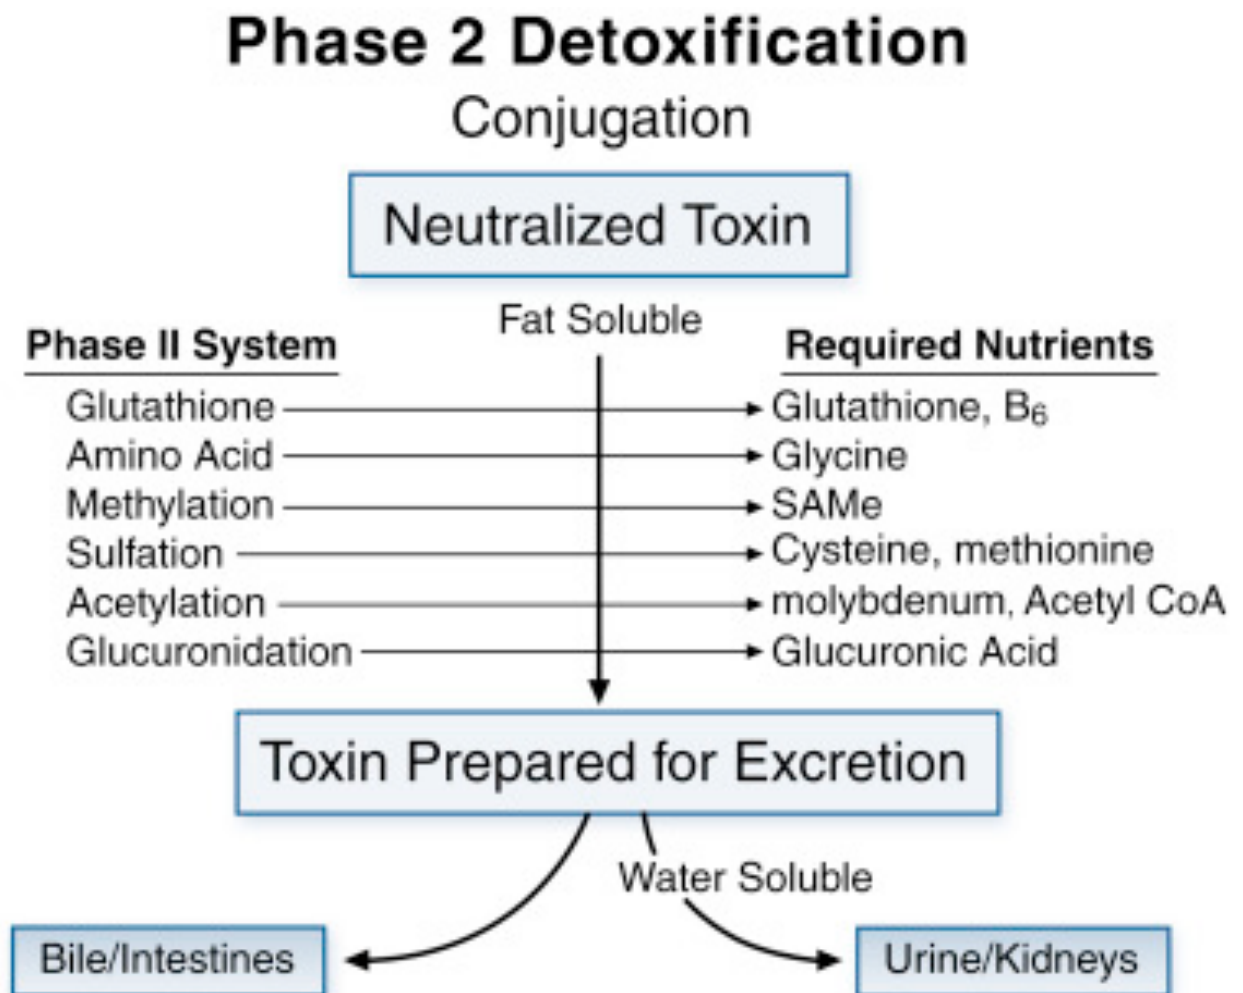 Phase 2 Detoxification
Conjugation
Neutralized Toxin
Fat Soluble
Phase II System
Required Nutrients
Glutathione
Glutathione, B₆
Amino Acid
Glycine
Methylation
SAMe
Sulfation
Cysteine, methionine
Acetylation
molybdenum, Acetyl CoA
Glucuronidation
Glucuronic Acid
Toxin Prepared for Excretion
Water Soluble
Bile/Intestines
Urine/Kidneys